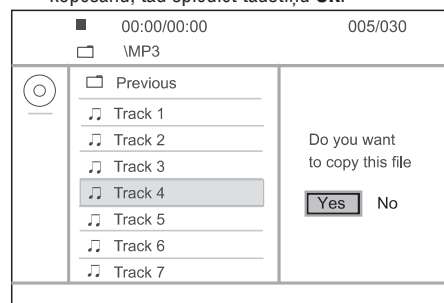 kopēšanu, tad spiediet taustiņu OK.
00:00/00:00 005/030
\MP3
Previous
Track 1
Track 2
Track 3
Track 4
Track 5
Track 6
Track 7
Do you want
to copy this file
Yes No